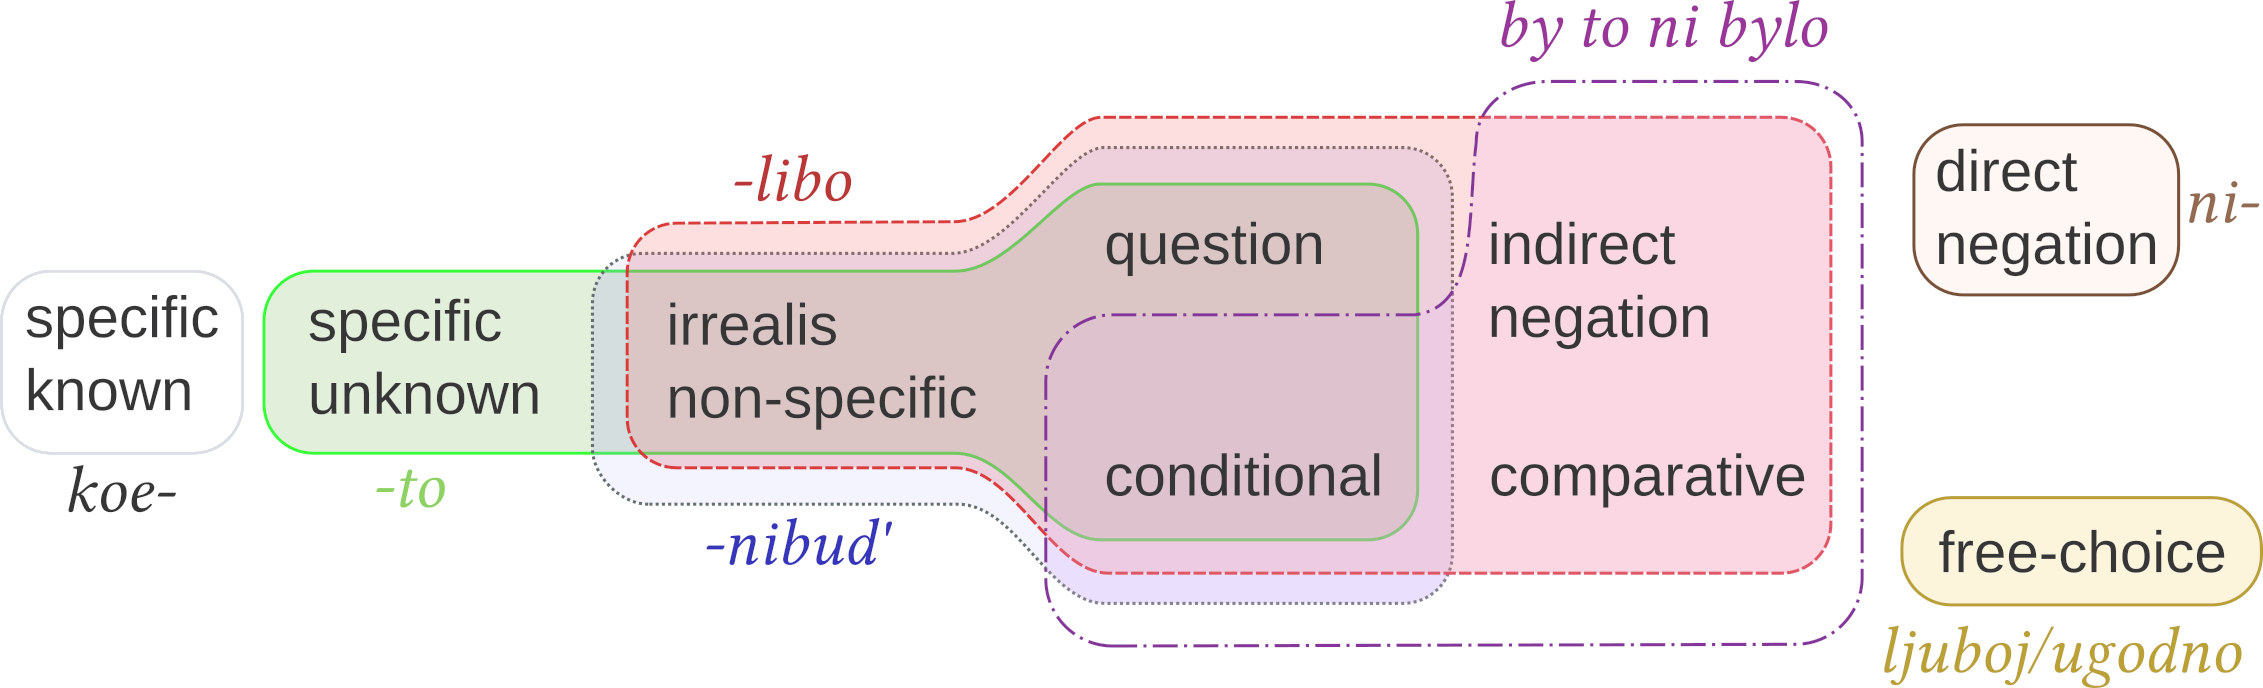 by to ni bylo
-libo
specific
known
koe-
specific
unknown
-to
irrealis
non-specific
-nibud'
question
conditional
indirect
negation
comparative
direct
negation
ni-
free-choice
ljuboj/ugodno